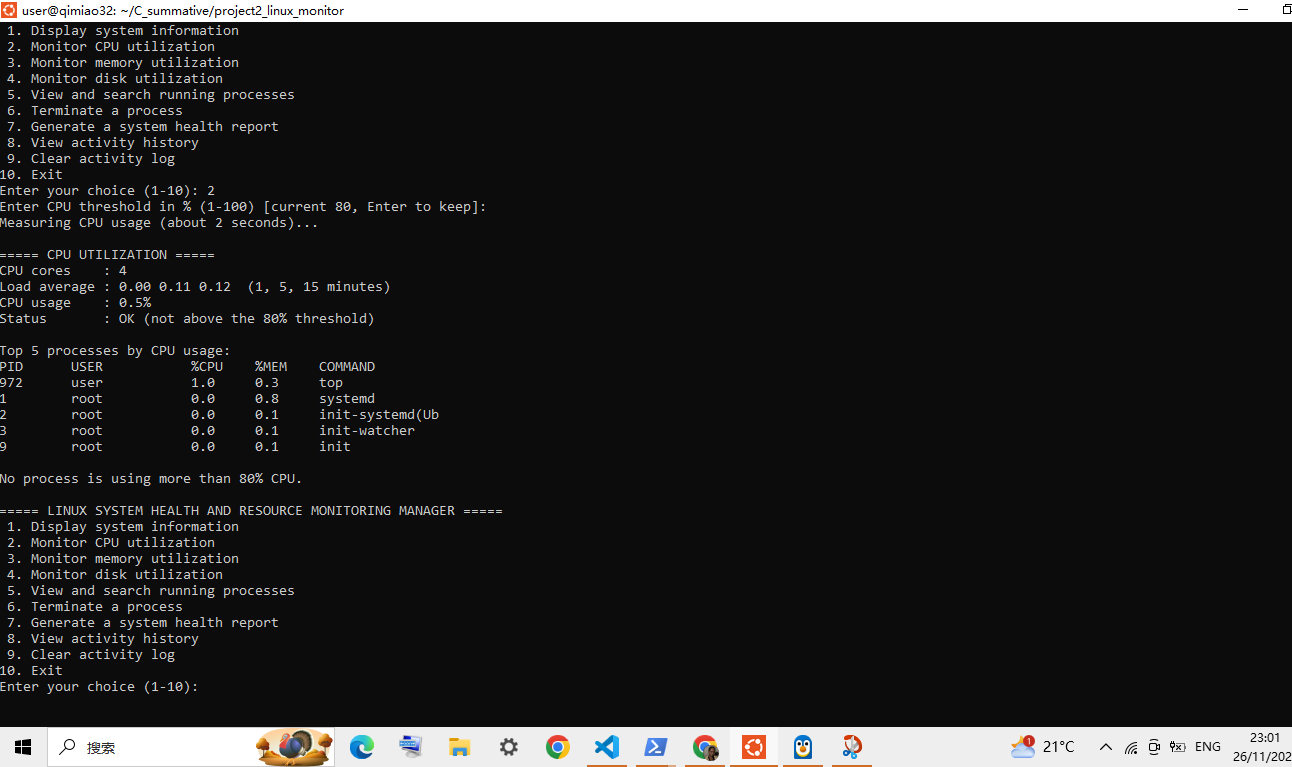 user@qimiao32: ~/C_summative/project2_linux_monitor
 1. Display system information
 2. Monitor CPU utilization
 3. Monitor memory utilization
 4. Monitor disk utilization
 5. View and search running processes
 6. Terminate a process
 7. Generate a system health report
 8. View activity history
 9. Clear activity log
10. Exit
Enter your choice (1-10): 2
Enter CPU threshold in % (1-100) [current 80, Enter to keep]:
Measuring CPU usage (about 2 seconds)...
===== CPU UTILIZATION =====
CPU cores    : 4
Load average : 0.00 0.11 0.12  (1, 5, 15 minutes)
CPU usage    : 0.5%
Status       : OK (not above the 80% threshold)
Top 5 processes by CPU usage:
PID      USER           %CPU    %MEM    COMMAND
972      user           1.0     0.3     top
1        root           0.0     0.8     systemd
2        root           0.0     0.1     init-systemd(Ub
3        root           0.0     0.1     init-watcher
9        root           0.0     0.1     init
No process is using more than 80% CPU.
===== LINUX SYSTEM HEALTH AND RESOURCE MONITORING MANAGER =====
 1. Display system information
 2. Monitor CPU utilization
 3. Monitor memory utilization
 4. Monitor disk utilization
 5. View and search running processes
 6. Terminate a process
 7. Generate a system health report
 8. View activity history
 9. Clear activity log
10. Exit
Enter your choice (1-10):
搜索
1
21°C
ENG
23:01
26/11/202